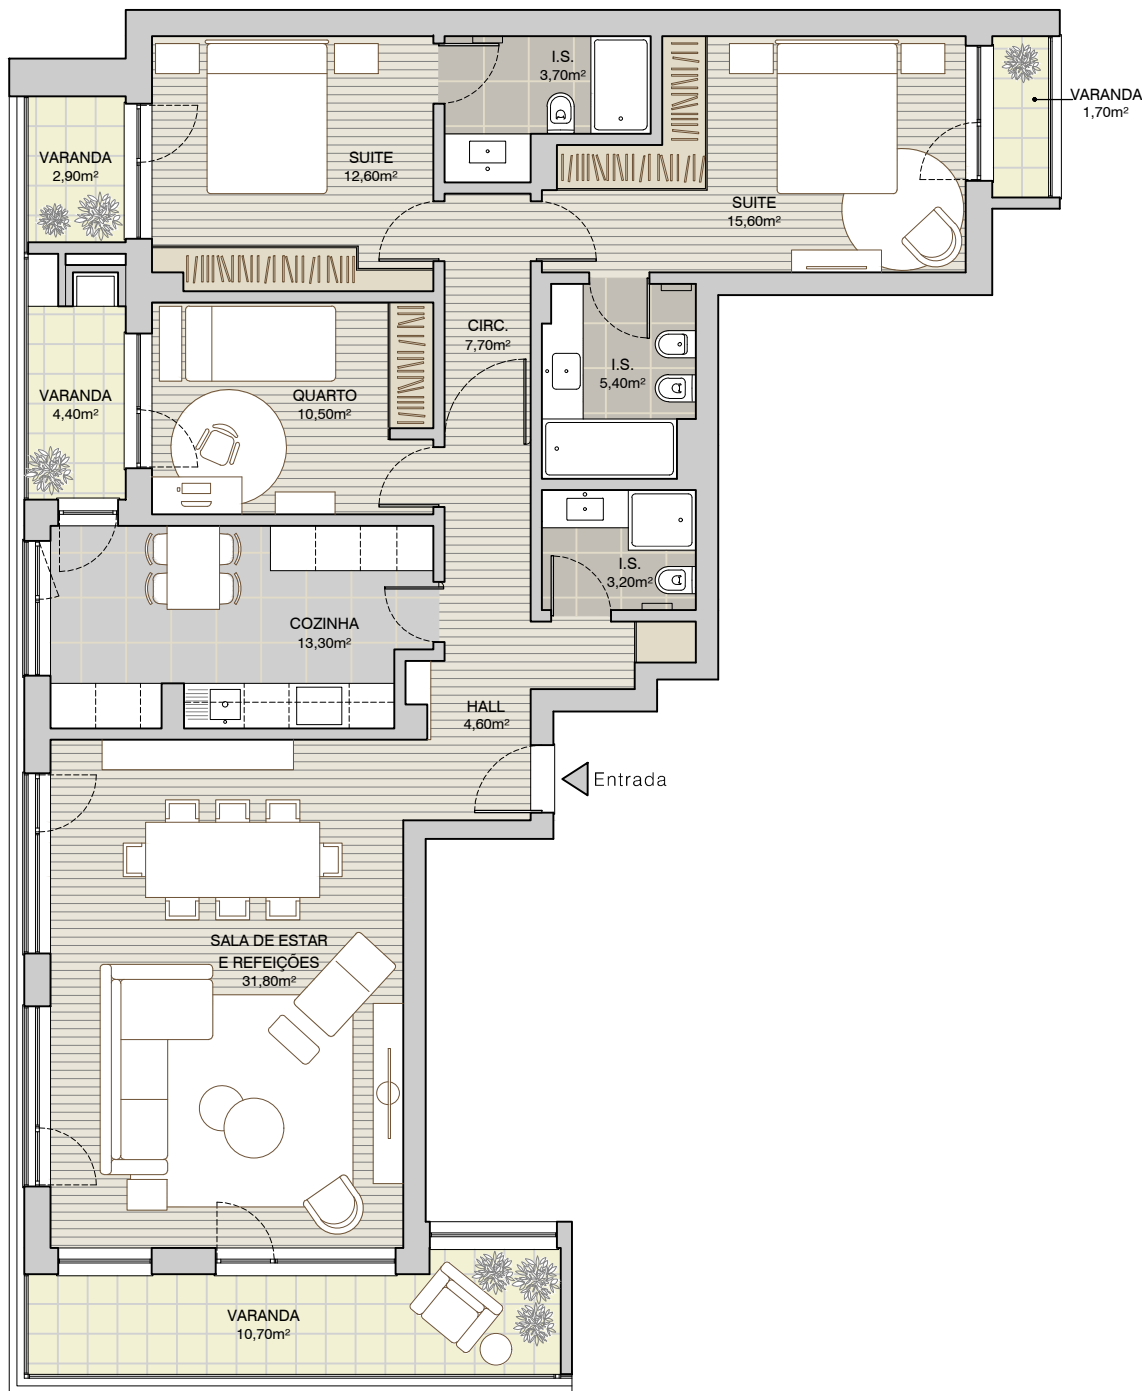 I.S.
3,70m²
VARANDA
1,70m²
VARANDA
2,90m²
SUITE
12,60m²
SUITE
15,60m²
CIRC.
7,70m²
I.S.
5,40m²
VARANDA
4,40m²
QUARTO
10,50m²
I.S.
3,20m²
COZINHA
13,30m²
HALL
4,60m²
Entrada
SALA DE ESTAR
E REFEIÇÕES
31,80m²
VARANDA
10,70m²